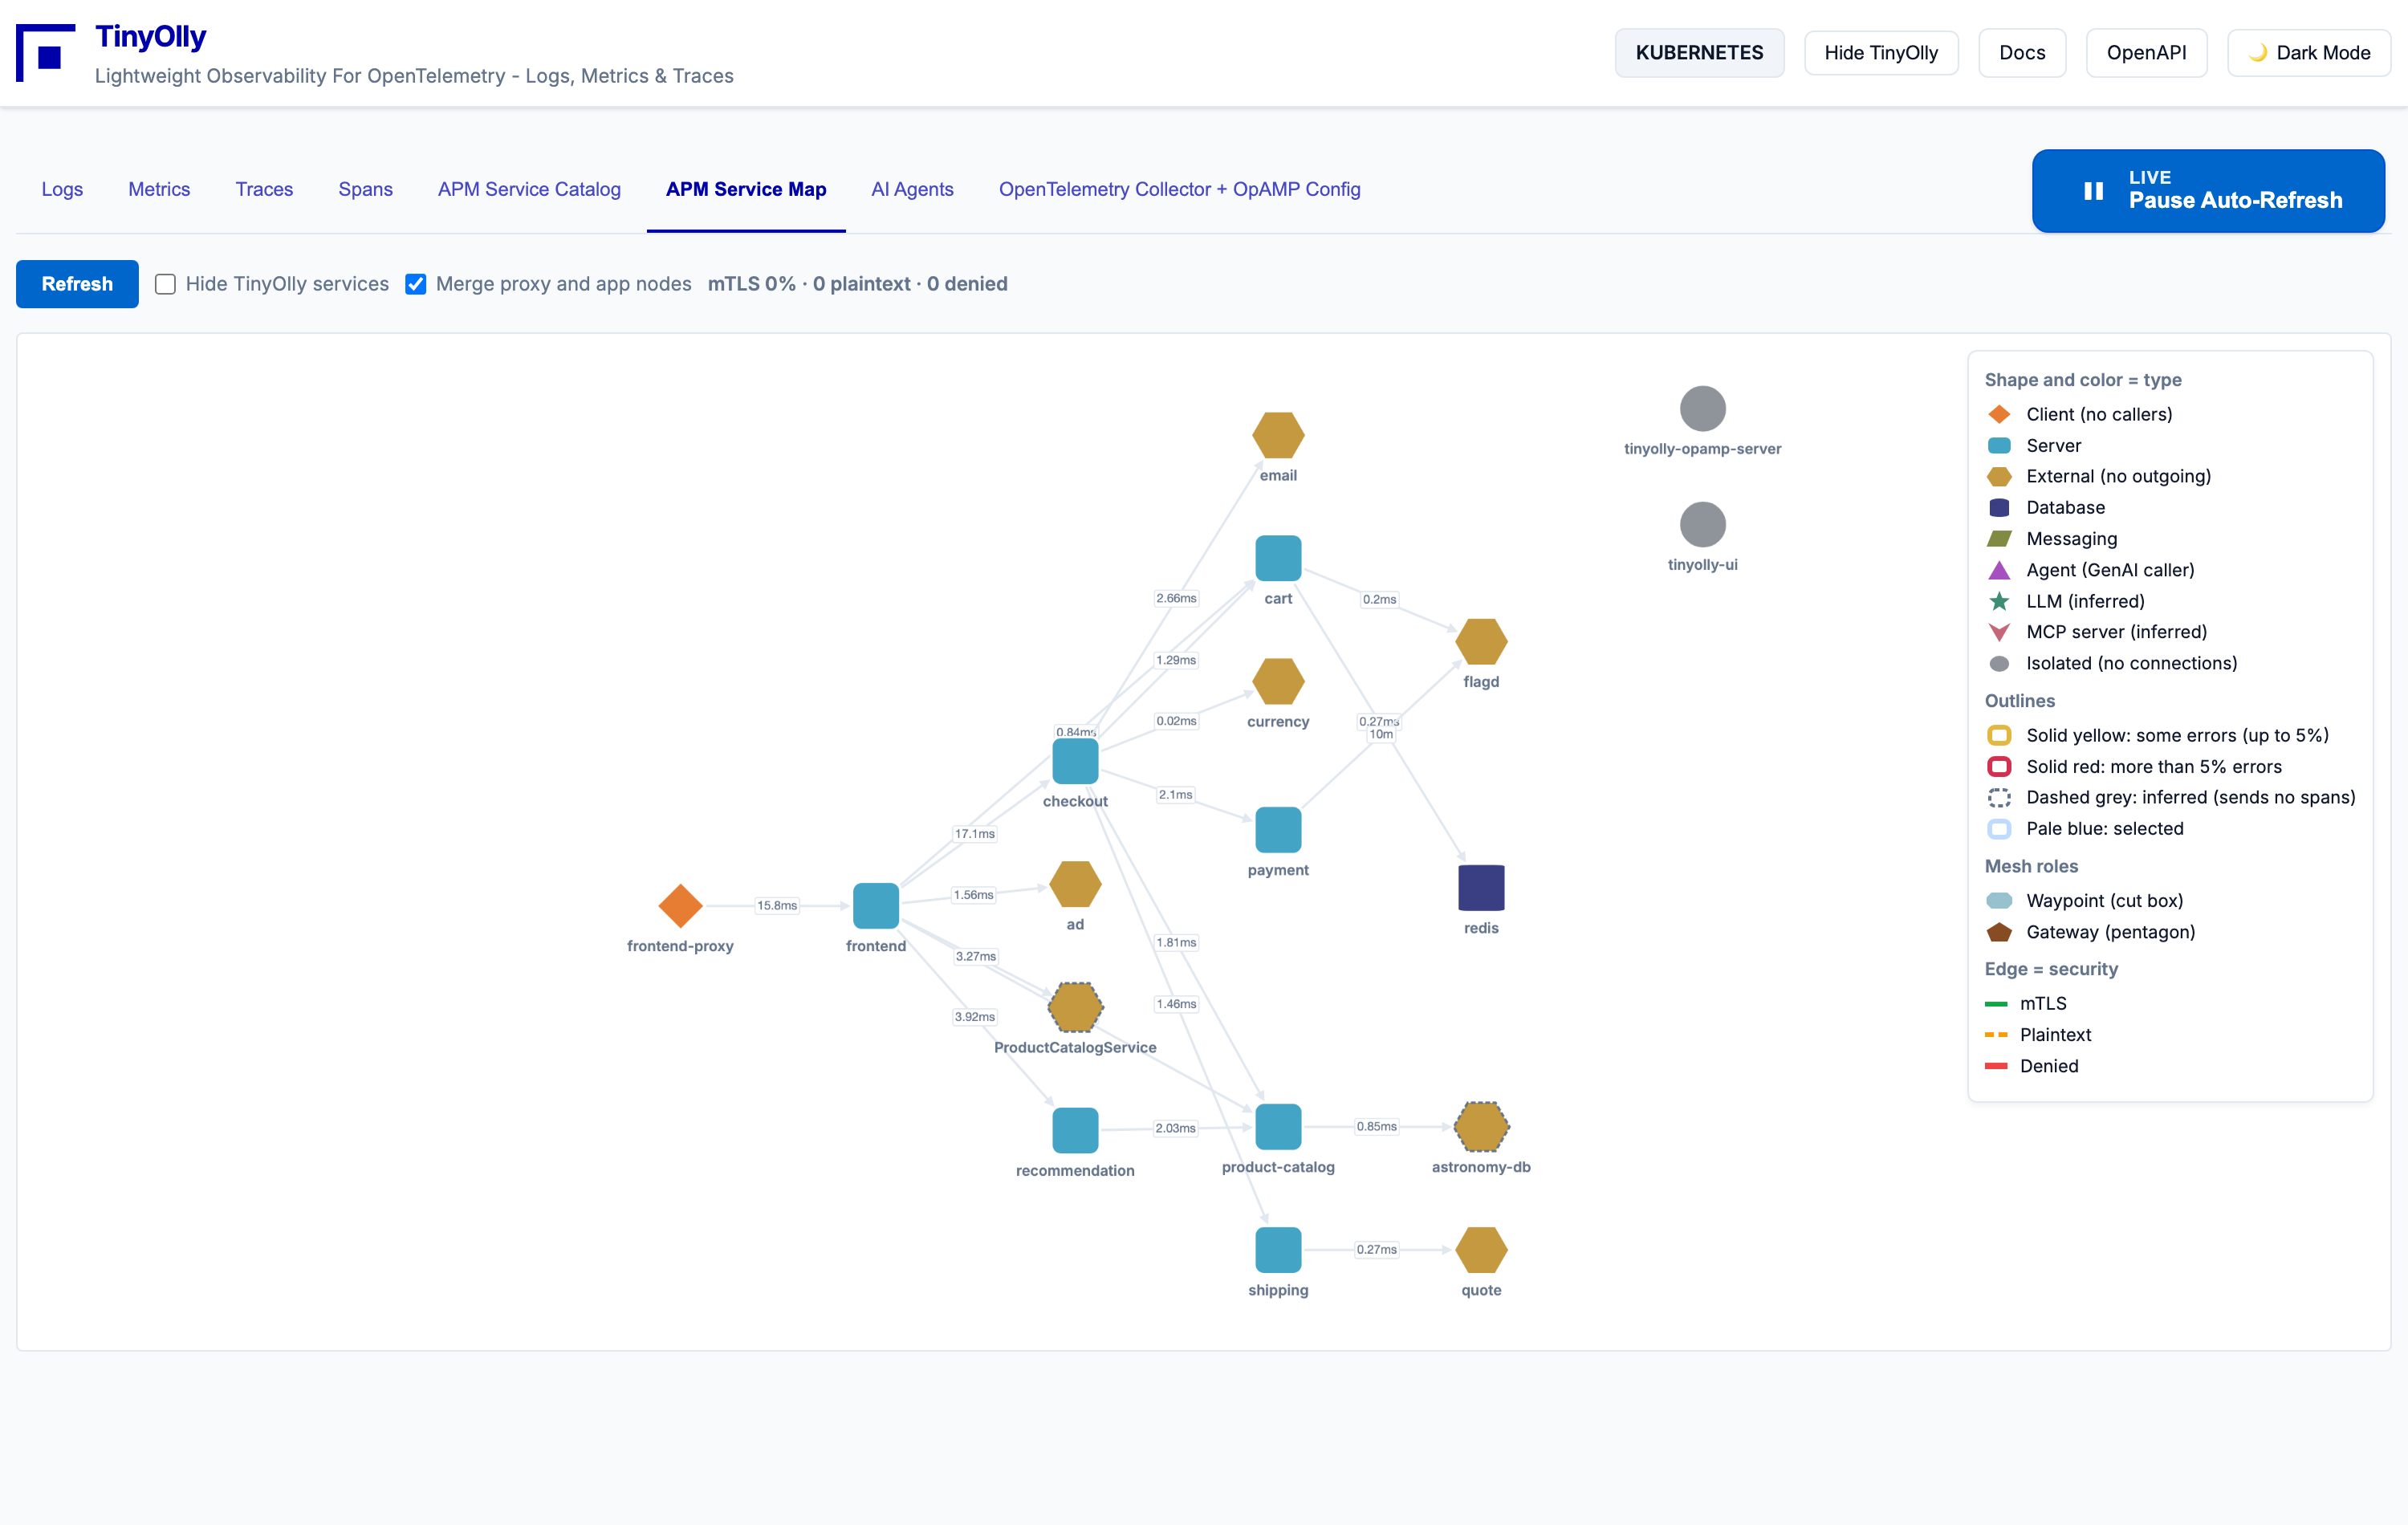 TinyOlly
Lightweight Observability For OpenTelemetry - Logs, Metrics & Traces
KUBERNETES
Hide TinyOlly
Docs
OpenAPI
🌙 Dark Mode
Logs
Metrics
Traces
Spans
APM Service Catalog
APM Service Map
AI Agents
OpenTelemetry Collector + OpAMP Config
LIVE
Pause Auto-Refresh
Refresh
Hide TinyOlly services
Merge proxy and app nodes
mTLS 0% · 0 plaintext · 0 denied
email
tinyolly-opamp-server
tinyolly-ui
2.66ms
cart
0.2ms
1.29ms
flagd
0.02ms
currency
0.27ms
10m
0.84ms
checkout
2.1ms
payment
17.1ms
1.56ms
ad
redis
15.8ms
frontend-proxy
frontend
3.27ms
1.81ms
3.92ms
1.46ms
ProductCatalogService
recommendation
2.03ms
product-catalog
0.85ms
astronomy-db
shipping
0.27ms
quote
Shape and color = type
Client (no callers)
Server
External (no outgoing)
Database
Messaging
Agent (GenAI caller)
LLM (inferred)
MCP server (inferred)
Isolated (no connections)
Outlines
Solid yellow: some errors (up to 5%)
Solid red: more than 5% errors
Dashed grey: inferred (sends no spans)
Pale blue: selected
Mesh roles
Waypoint (cut box)
Gateway (pentagon)
Edge = security
mTLS
Plaintext
Denied